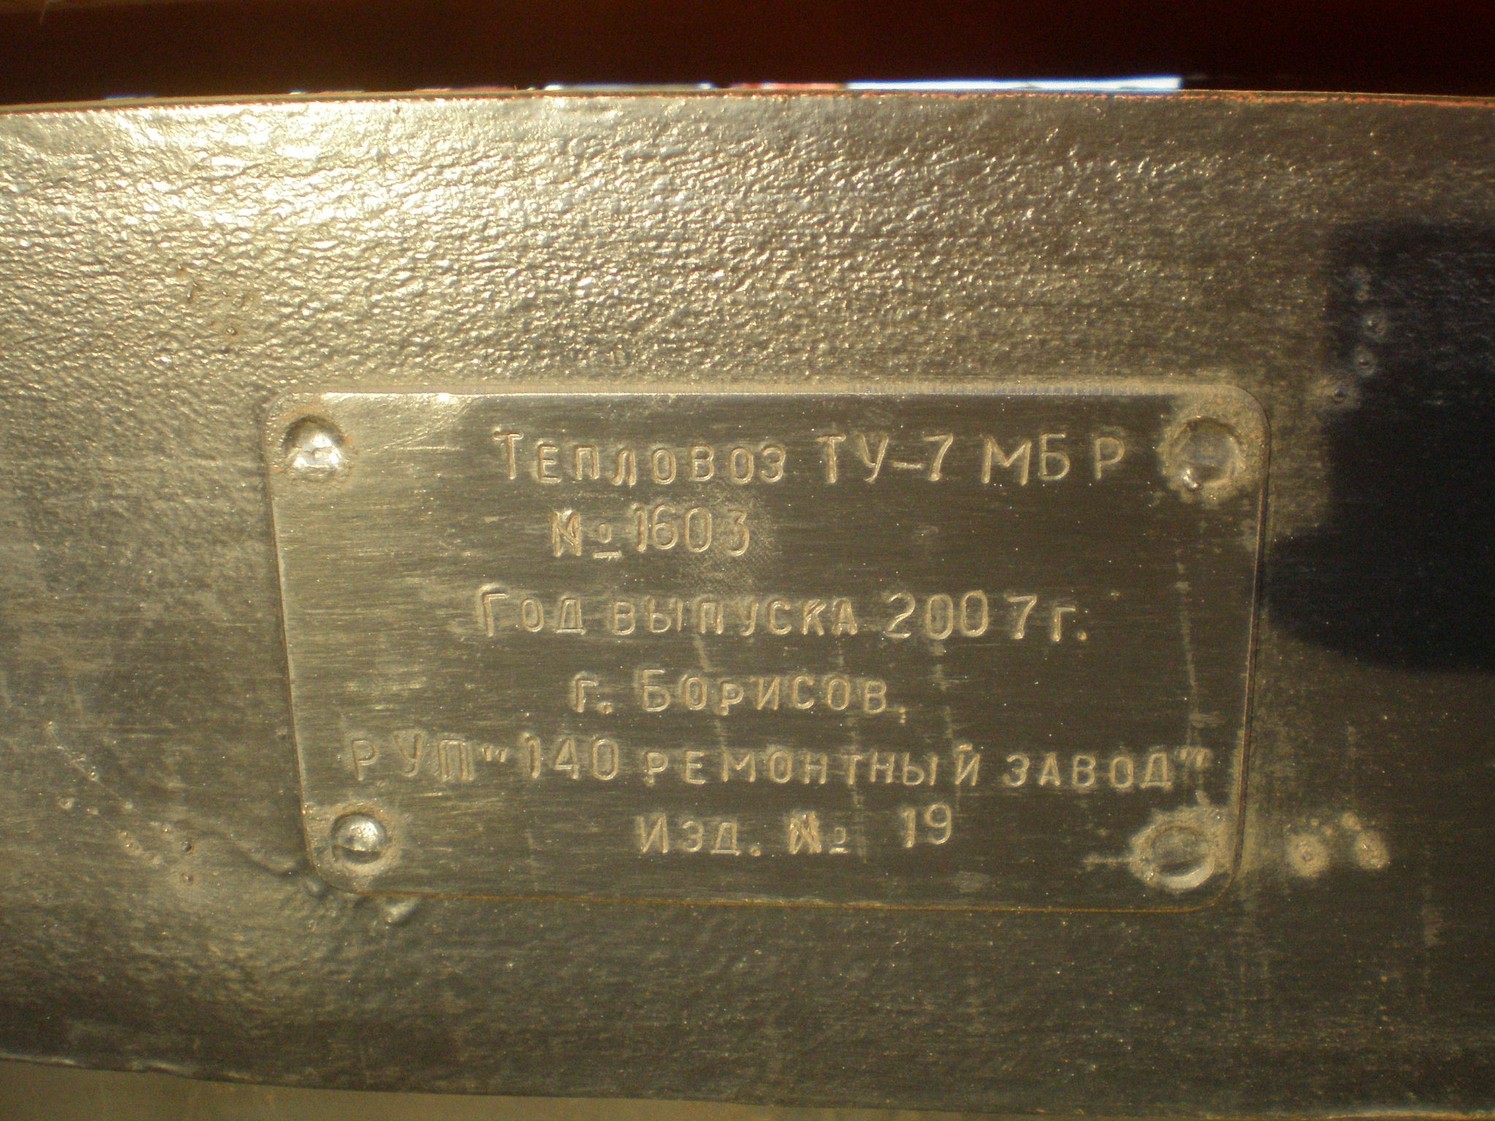 Тепловоз ТУ-7 МБР
№ 1603
Год выпуска 2007 г.
г. Борисов,
РУП "140 ремонтный завод"
Изд. № 19